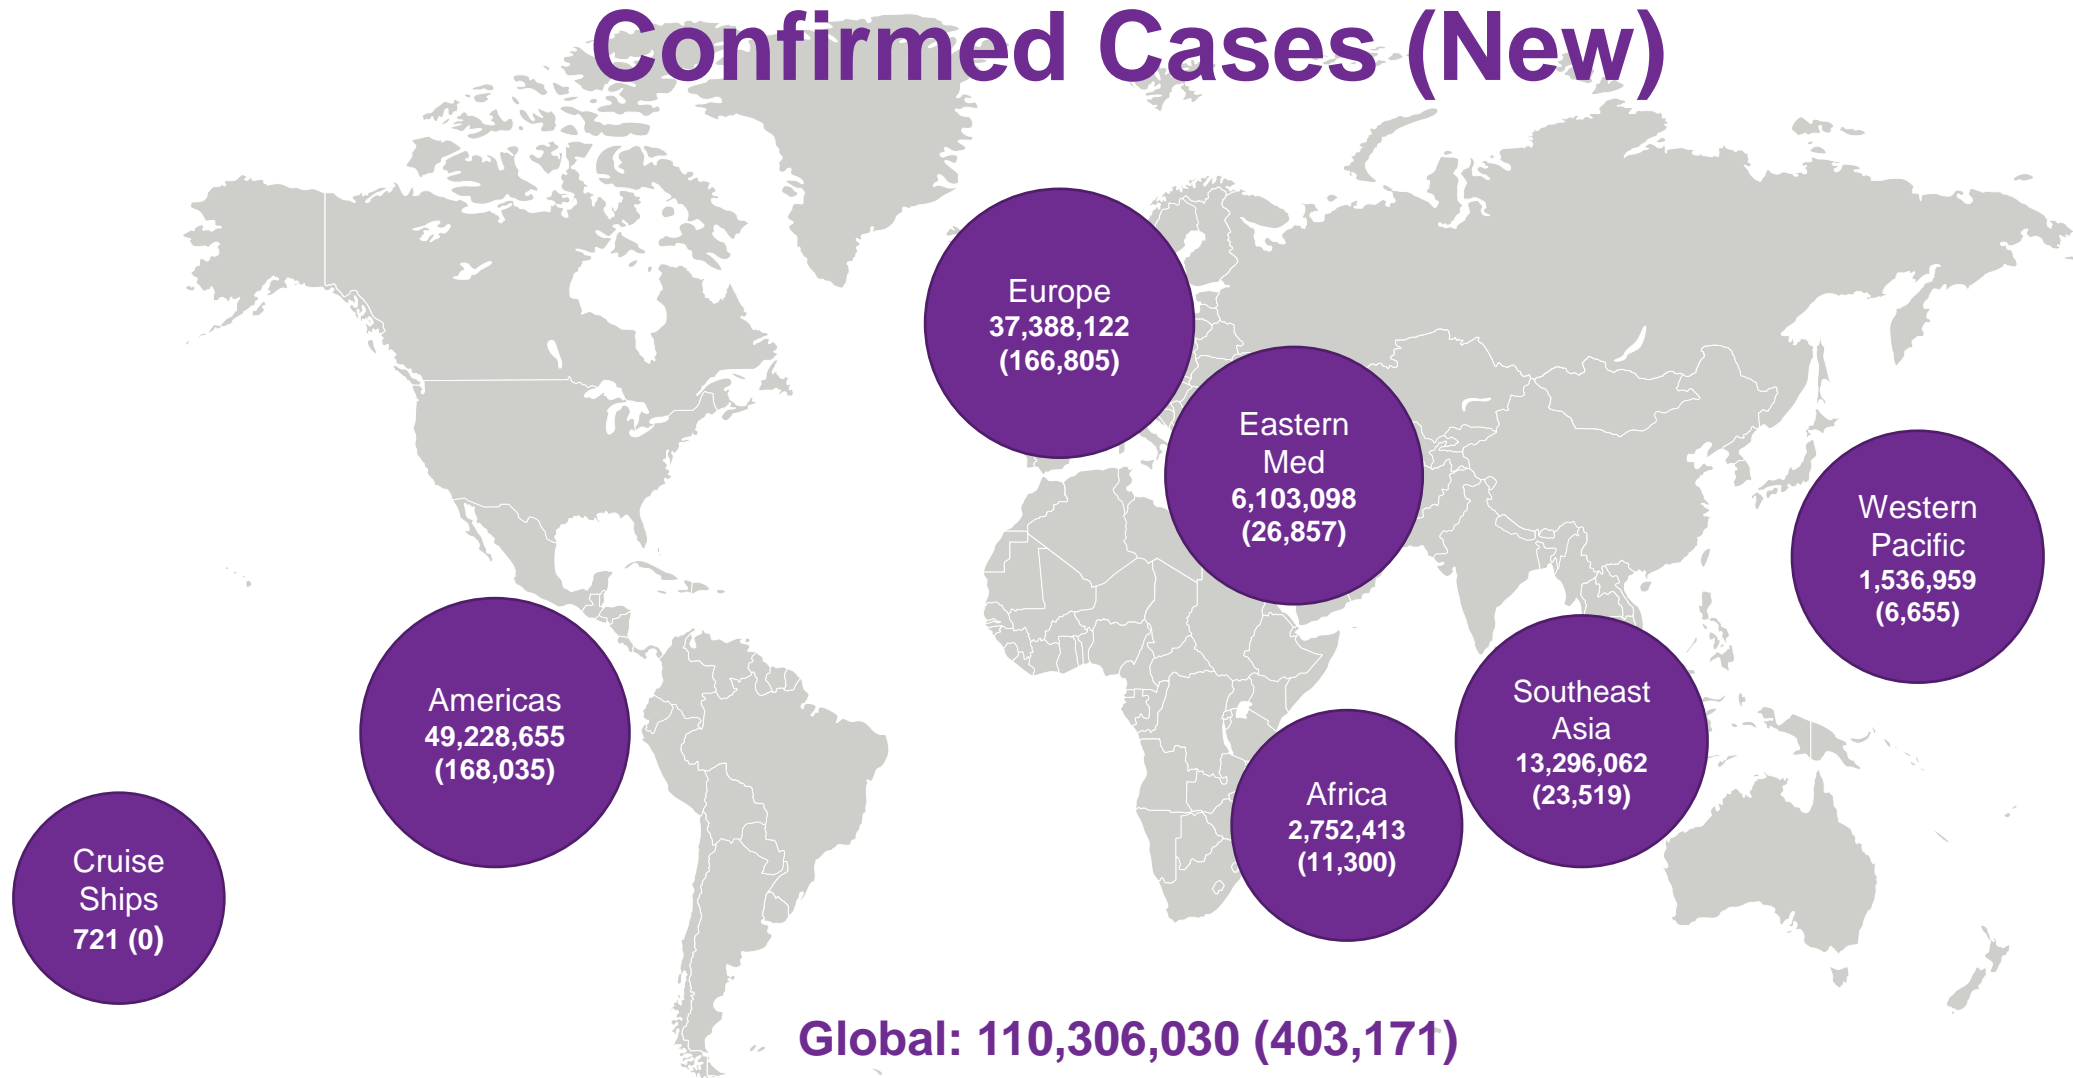 Confirmed Cases (New)
Europe
37,388,122
(166,805)
Eastern
Med
6,103,098
(26,857)
Western
Pacific
1,536,959
(6,655)
Americas
49,228,655
(168,035)
Southeast
Asia
13,296,062
(23,519)
Africa
2,752,413
(11,300)
Cruise
Ships
721 (0)
Global: 110,306,030 (403,171)